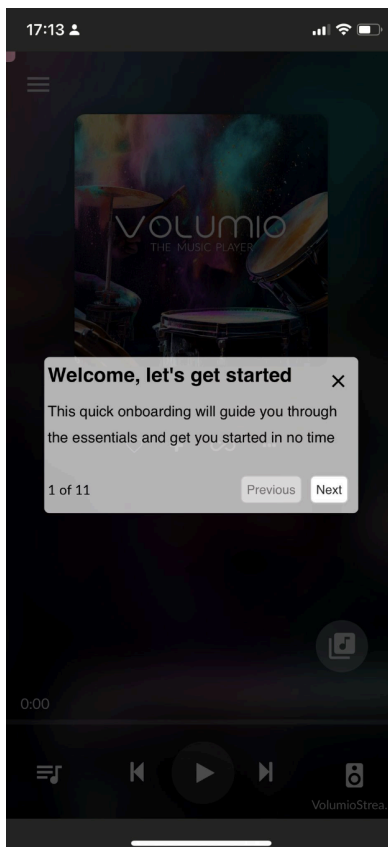 17:13
VOLUMIO
THE MUSIC PLAYER
Welcome, let's get started
This quick onboarding will guide you through
the essentials and get you started in no time
1 of 11
Previous
Next
0:00
VolumioStrea.